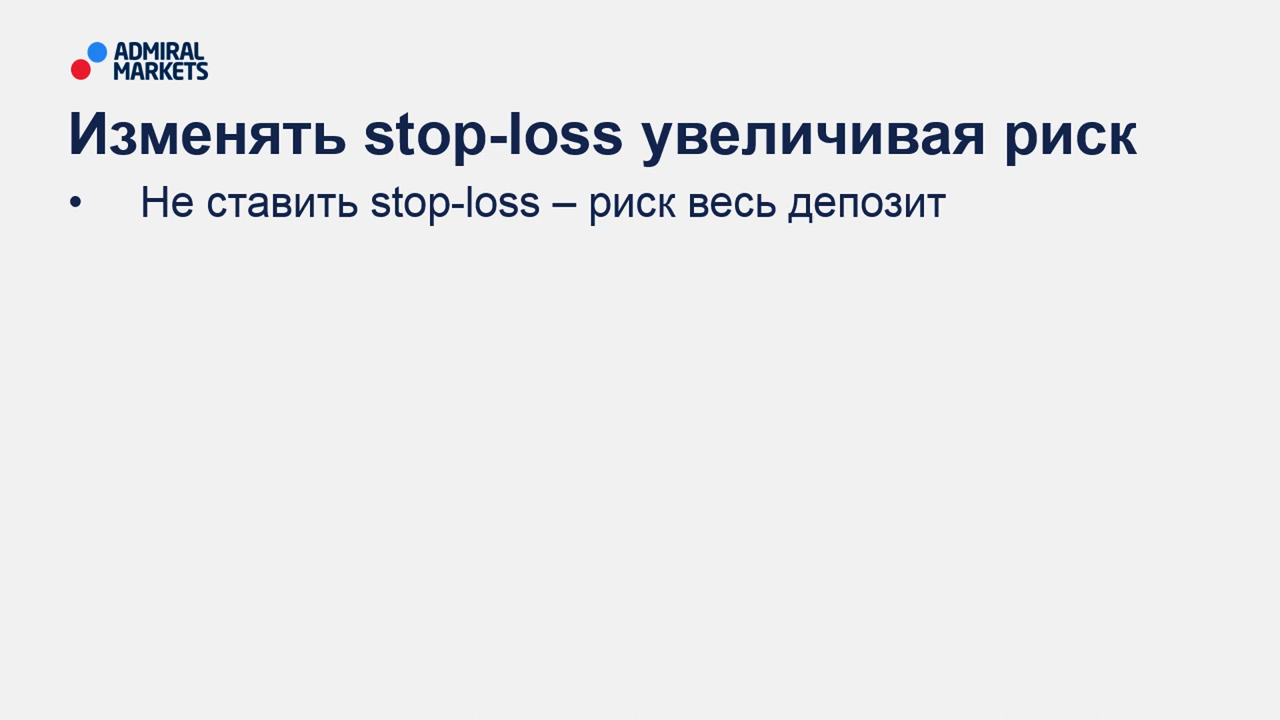 ADMIRAL
MARKETS
Изменять stop-loss увеличивая риск
• Не ставить stop-loss – риск весь депозит